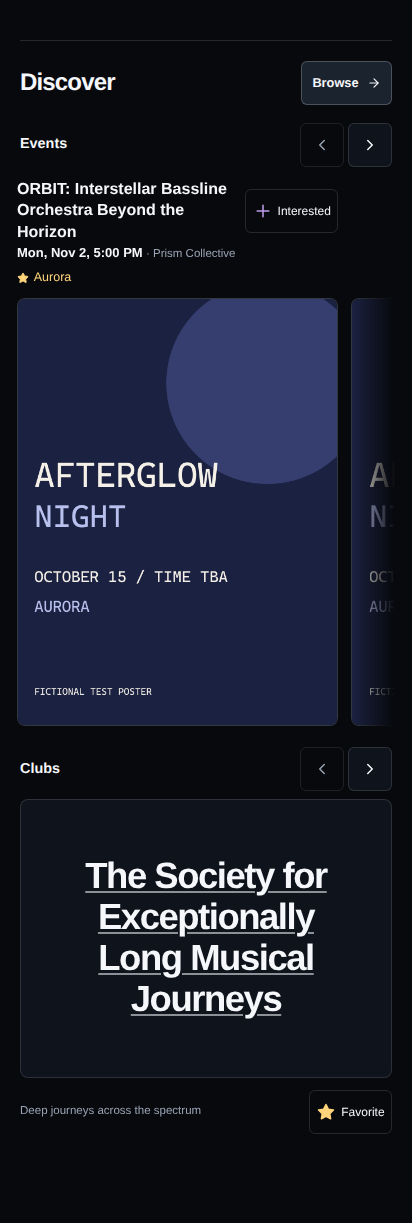 Discover
Browse
Events
ORBIT: Interstellar Bassline
Orchestra Beyond the
Horizon
Interested
Mon, Nov 2, 5:00 PM · Prism Collective
Aurora
AFTERGLOW
NIGHT
OCTOBER 15 / TIME TBA
AURORA
FICTIONAL TEST POSTER
Clubs
The Society for
Exceptionally
Long Musical
Journeys
Deep journeys across the spectrum
Favorite